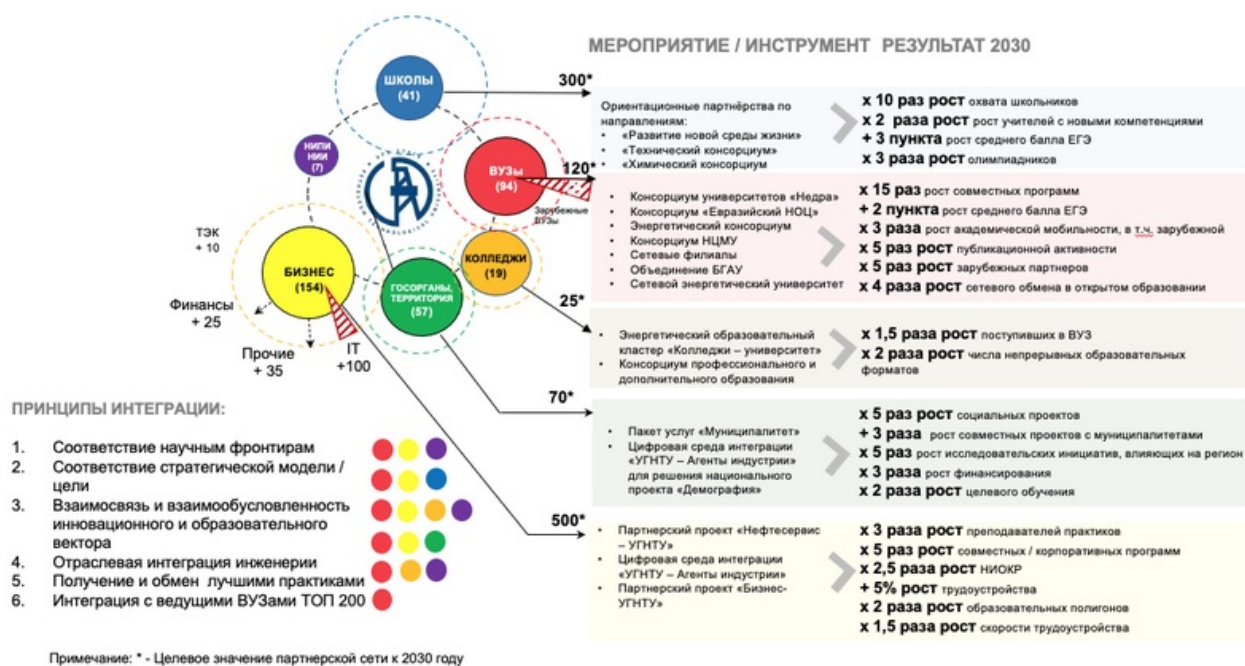 МЕРОПРИЯТИЕ / ИНСТРУМЕНТ РЕЗУЛЬТАТ 2030
ШКОЛЫ
(41)
НИПИ
НИИ
(7)
ВУЗы
(94)
Зарубежные
ВУЗы
КОЛЛЕДЖИ
(19)
ГОСОРГАНЫ,
ТЕРРИТОРИЯ
(57)
БИЗНЕС
(154)
ТЭК
+ 10
Финансы
+ 25
Прочие
+ 35
IT
+100
300*
Ориентационные партнёрства по
направлениям:
• «Развитие новой среды жизни»
• «Технический консорциум»
• «Химический консорциум
х 10 раз рост охвата школьников
х 2 раза рост рост учителей с новыми компетенциями
+ 3 пункта рост среднего балла ЕГЭ
х 3 раза рост олимпиадников
120*
• Консорциум университетов «Недра»
• Консорциум «Евразийский НОЦ»
• Энергетический консорциум
• Консорциум НЦМУ
• Сетевые филиалы
• Объединение БГАУ
• Сетевой энергетический университет
х 15 раз рост совместных программ
+ 2 пункта рост среднего балла ЕГЭ
х 3 раза рост академической мобильности, в т.ч. зарубежной
х 5 раз рост публикационной активности
х 5 раз рост зарубежных партнеров
х 4 раза рост сетевого обмена в открытом образовании
25*
• Энергетический образовательный
кластер «Колледжи – университет»
• Консорциум профессионального и
дополнительного образования
х 1,5 раза рост поступивших в ВУЗ
х 2 раза рост числа непрерывных образовательных
форматов
70*
• Пакет услуг «Муниципалитет»
• Цифровая среда интеграции
«УГНТУ – Агенты индустрии»
для решения национального
проекта «Демография»
х 5 раз рост социальных проектов
+ 3 раза рост совместных проектов с муниципалитетами
х 5 раз рост исследовательских инициатив, влияющих на регион
х 3 раза рост финансирования
х 2 раза рост целевого обучения
500*
• Партнерский проект «Нефтесервис
– УГНТУ»
• Цифровая среда интеграции
«УГНТУ – Агенты индустрии»
• Партнерский проект «Бизнес-
УГНТУ»
х 3 раза рост преподавателей практиков
х 5 раз рост совместных / корпоративных программ
х 2,5 раза рост НИОКР
+ 5% рост трудоустройства
х 2 раза рост образовательных полигонов
х 1,5 раза рост скорости трудоустройства
ПРИНЦИПЫ ИНТЕГРАЦИИ:
1. Соответствие научным фронтирам
2. Соответствие стратегической модели /
цели
3. Взаимосвязь и взаимообусловленность
инновационного и образовательного
вектора
4. Отраслевая интеграция инженерии
5. Получение и обмен лучшими практиками
6. Интеграция с ведущими ВУЗами ТОП 200
Примечание: * - Целевое значение партнерской сети к 2030 году